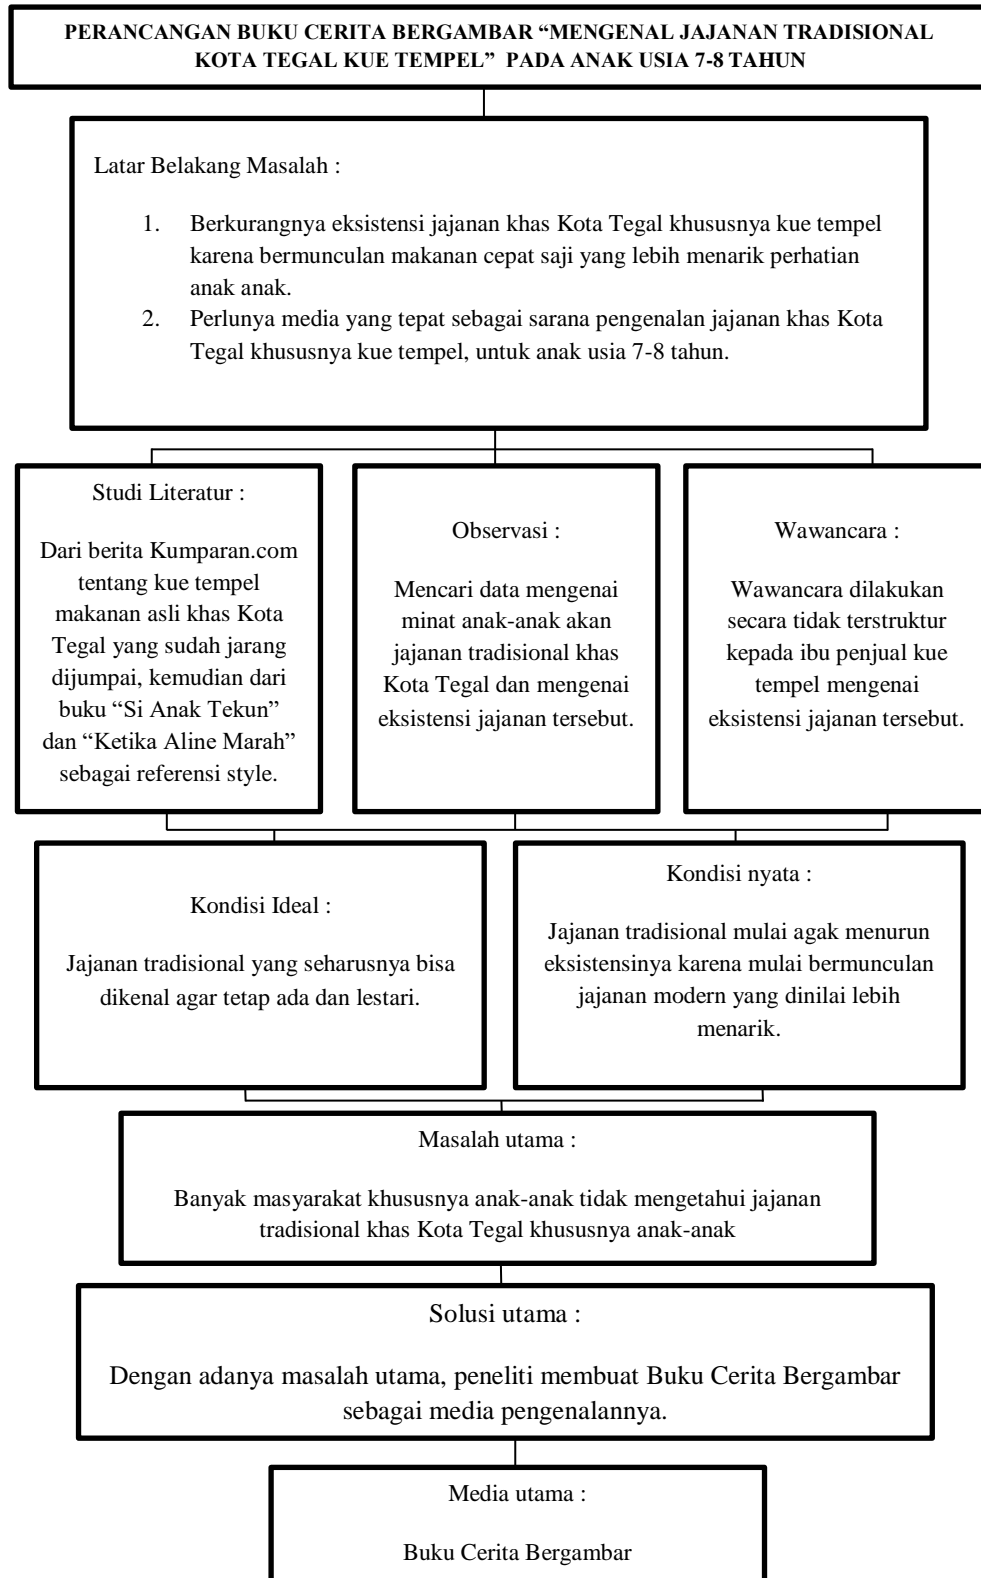 PERANCANGAN BUKU CERITA BERGAMBAR “MENGENAL JAJANAN TRADISIONAL
KOTA TEGAL KUE TEMPEL” PADA ANAK USIA 7-8 TAHUN
Latar Belakang Masalah :
1. Berkurangnya eksistensi jajanan khas Kota Tegal khususnya kue tempel
karena bermunculan makanan cepat saji yang lebih menarik perhatian
anak anak.
2. Perlunya media yang tepat sebagai sarana pengenalan jajanan khas Kota
Tegal khususnya kue tempel, untuk anak usia 7-8 tahun.
Studi Literatur :
Dari berita Kumparan.com
tentang kue tempel
makanan asli khas Kota
Tegal yang sudah jarang
dijumpai, kemudian dari
buku “Si Anak Tekun”
dan “Ketika Aline Marah”
sebagai referensi style.
Observasi :
Mencari data mengenai
minat anak-anak akan
jajanan tradisional khas
Kota Tegal dan mengenai
eksistensi jajanan tersebut.
Wawancara :
Wawancara dilakukan
secara tidak terstruktur
kepada ibu penjual kue
tempel mengenai
eksistensi jajanan tersebut.
Kondisi Ideal :
Jajanan tradisional yang seharusnya bisa
dikenal agar tetap ada dan lestari.
Kondisi nyata :
Jajanan tradisional mulai agak menurun
eksistensinya karena mulai bermunculan
jajanan modern yang dinilai lebih
menarik.
Masalah utama :
Banyak masyarakat khususnya anak-anak tidak mengetahui jajanan
tradisional khas Kota Tegal khususnya anak-anak
Solusi utama :
Dengan adanya masalah utama, peneliti membuat Buku Cerita Bergambar
sebagai media pengenalannya.
Media utama :
Buku Cerita Bergambar